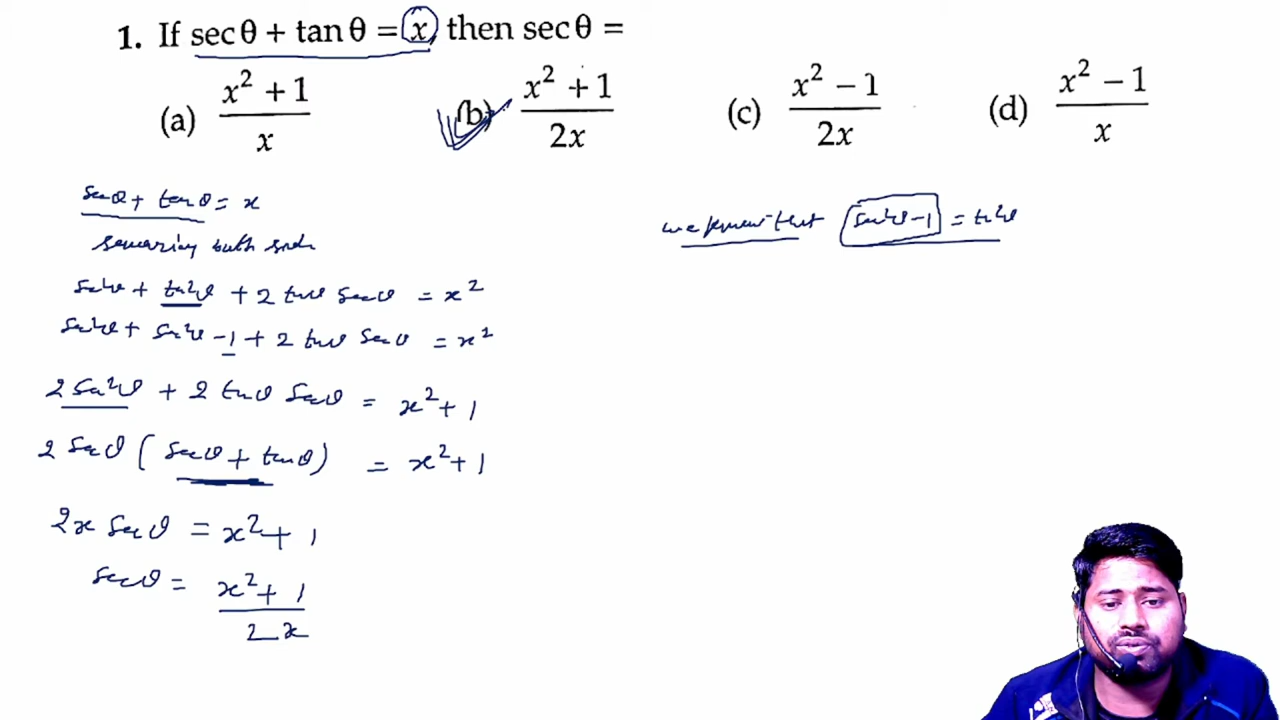 1. If secθ + tanθ = x then secθ =
(a) x² + 1 / x (b) x² + 1 / 2x (c) x² − 1 / 2x (d) x² − 1 / x
secθ + tanθ = x
squaring both side
sec²θ + tan²θ + 2 tanθ secθ = x²
sec²θ + sec²θ - 1 + 2 tanθ secθ = x²
2 sec²θ + 2 tanθ secθ = x² + 1
2 secθ ( secθ + tanθ ) = x² + 1
2x secθ = x² + 1
secθ = x² + 1 / 2x
we know that sec²θ - 1 = tan²θ